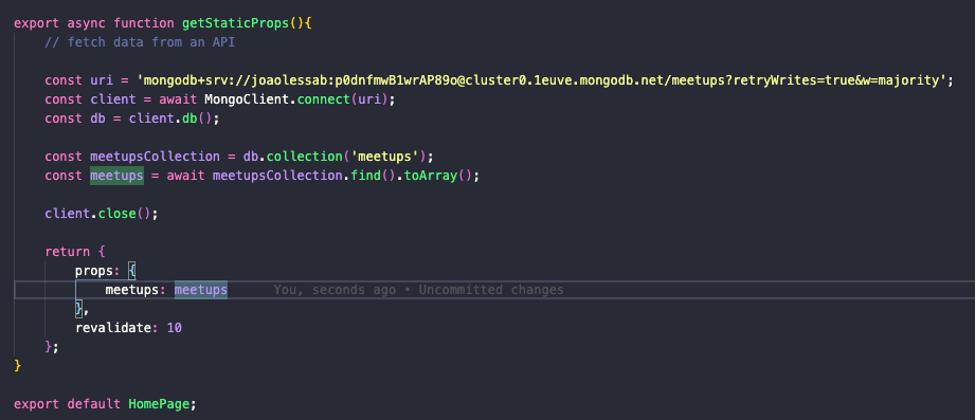 export async function getStaticProps(){
// fetch data from an API
const uri = 'mongodb+srv://joaolessab:p0dnfmwB1wrAP89o@cluster0.1euve.mongodb.net/meetups?retryWrites=true&w=majority';
const client = await MongoClient.connect(uri);
const db = client.db();
const meetupsCollection = db.collection('meetups');
const meetups = await meetupsCollection.find().toArray();
client.close();
return {
props: {
meetups: meetups You, seconds ago • Uncommitted changes
},
revalidate: 10
};
}
export default HomePage;